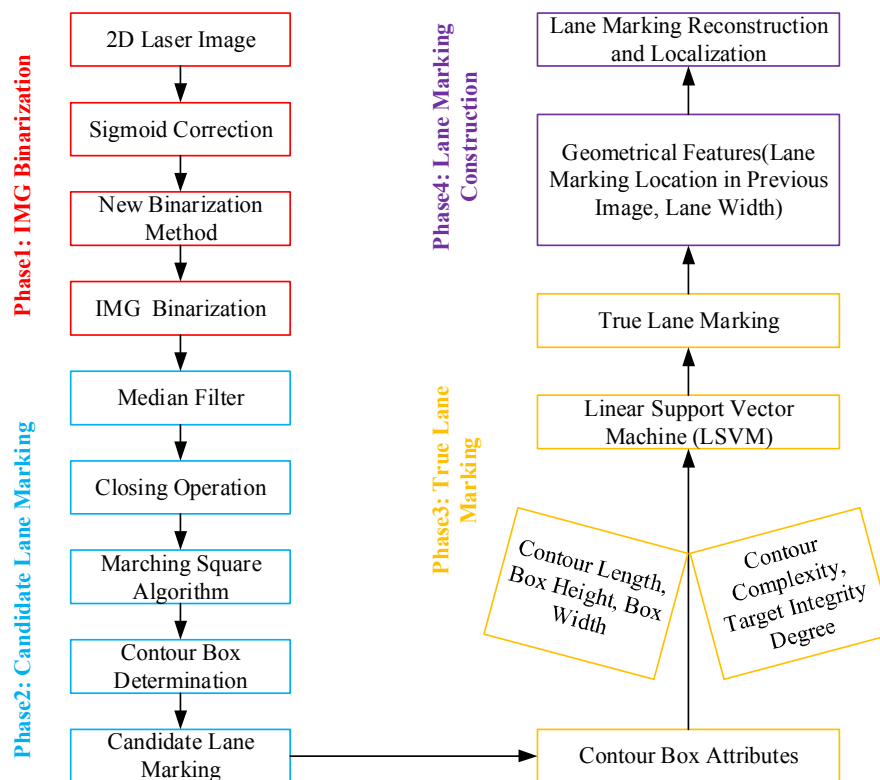 Phase1: IMG Binarization
2D Laser Image
Sigmoid Correction
New Binarization
Method
IMG Binarization
Phase2: Candidate Lane Marking
Median Filter
Closing Operation
Marching Square
Algorithm
Contour Box
Determination
Candidate Lane
Marking
Phase3: True Lane
Marking
Contour Box Attributes
Contour Length,
Box Height, Box
Width
Contour
Complexity,
Target Integrity
Degree
Linear Support Vector
Machine (LSVM)
True Lane Marking
Phase4: Lane Marking
Construction
Geometrical Features(Lane
Marking Location in Previous
Image, Lane Width)
Lane Marking Reconstruction
and Localization